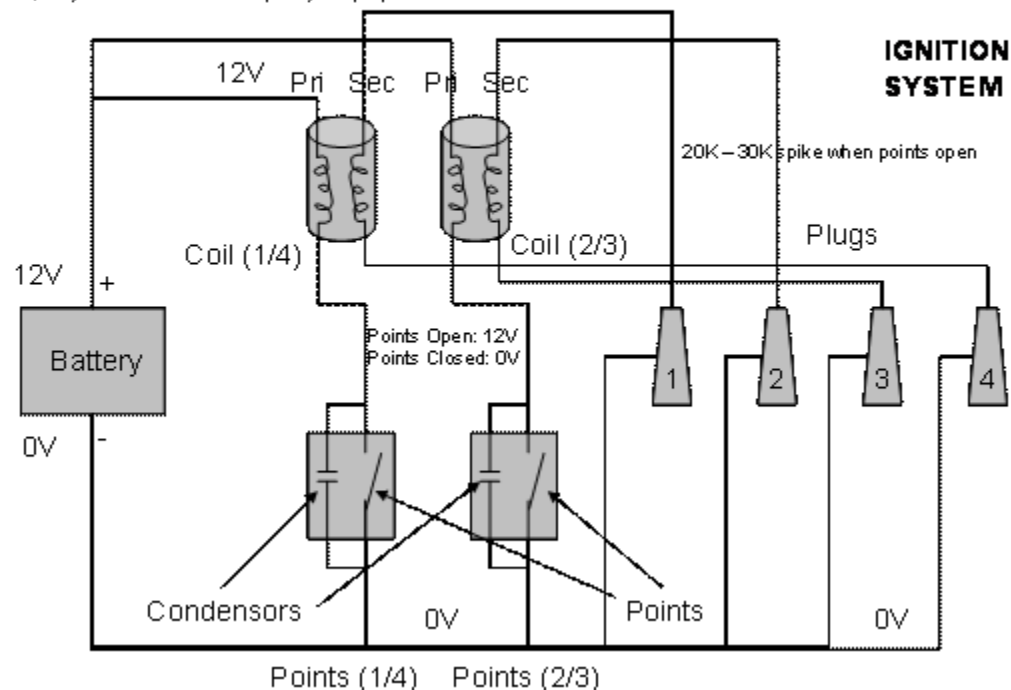 IGNITION
SYSTEM
12V
Pri Sec Pri Sec
20K – 30K spike when points open
Coil (1/4)
Coil (2/3)
Plugs
12V
+
Battery
Points Open: 12V
Points Closed: 0V
1
2
3
4
0V
-
Condensors
0V
Points
0V
Points (1/4)
Points (2/3)